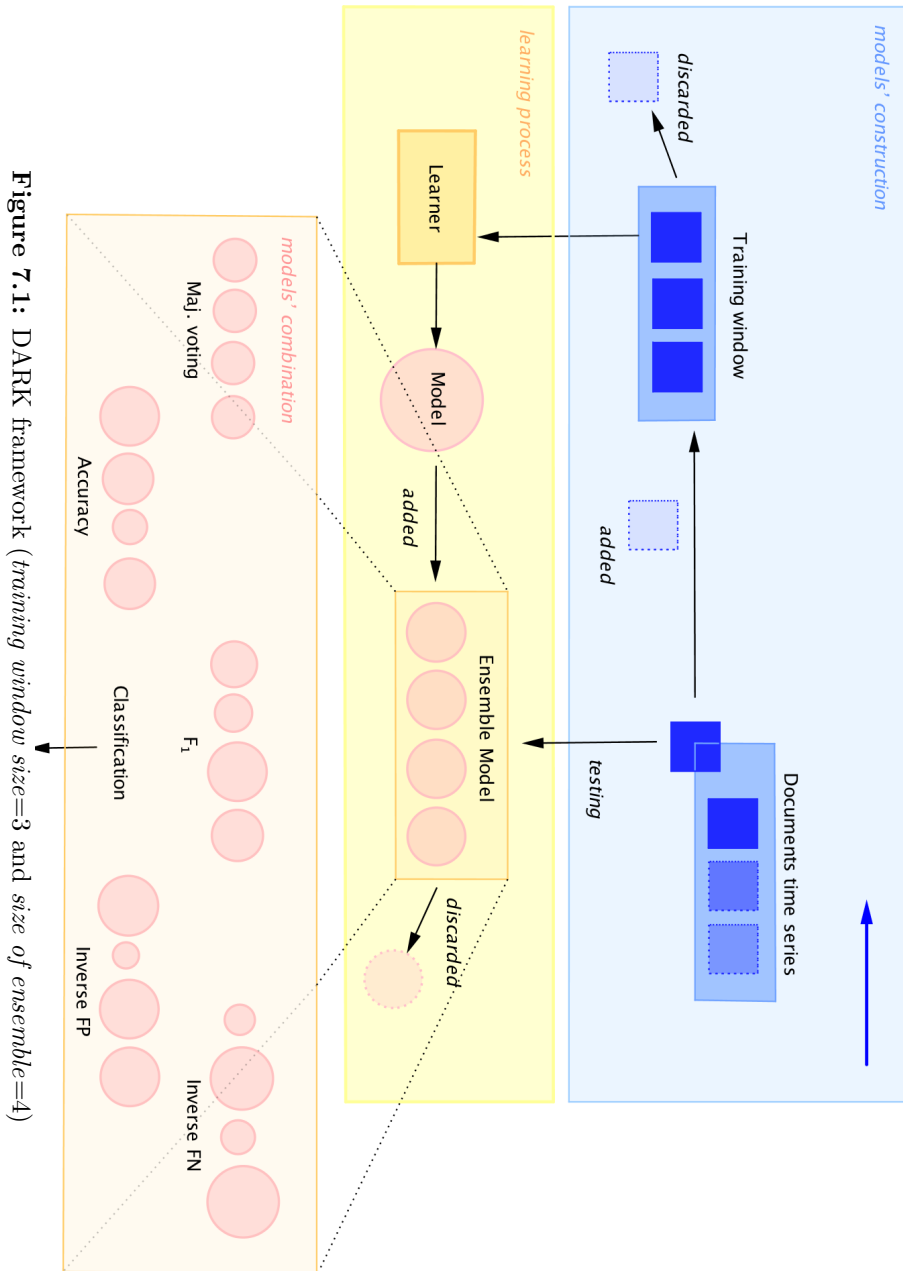 models' construction
discarded
Training window
added
Documents time series
testing
learning process
Learner
Model
added
Ensemble Model
discarded
models' combination
Maj. voting
F₁
Inverse FN
Accuracy
Classification
Inverse FP
Figure 7.1: DARK framework (training window size=3 and size of ensemble=4)